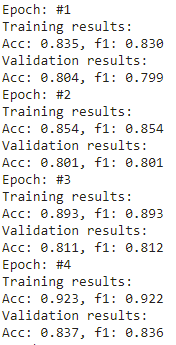 Epoch: #1
Training results:
Acc: 0.835, f1: 0.830
Validation results:
Acc: 0.804, f1: 0.799
Epoch: #2
Training results:
Acc: 0.854, f1: 0.854
Validation results:
Acc: 0.801, f1: 0.801
Epoch: #3
Training results:
Acc: 0.893, f1: 0.893
Validation results:
Acc: 0.811, f1: 0.812
Epoch: #4
Training results:
Acc: 0.923, f1: 0.922
Validation results:
Acc: 0.837, f1: 0.836